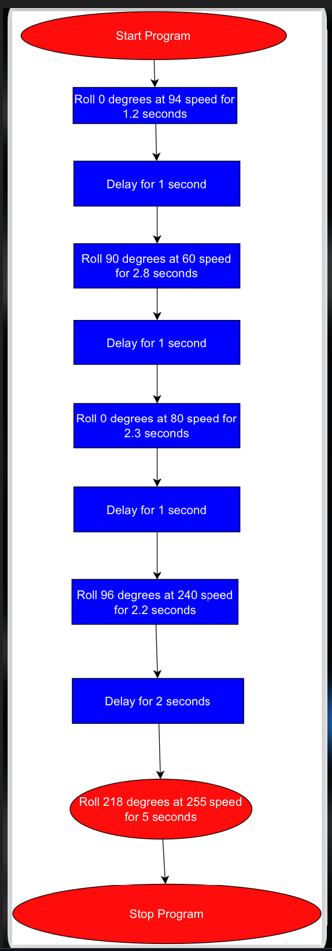 Start Program
Roll 0 degrees at 94 speed for
1.2 seconds
Delay for 1 second
Roll 90 degrees at 60 speed
for 2.8 seconds
Delay for 1 second
Roll 0 degrees at 80 speed for
2.3 seconds
Delay for 1 second
Roll 96 degrees at 240 speed
for 2.2 seconds
Delay for 2 seconds
Roll 218 degrees at 255 speed
for 5 seconds
Stop Program